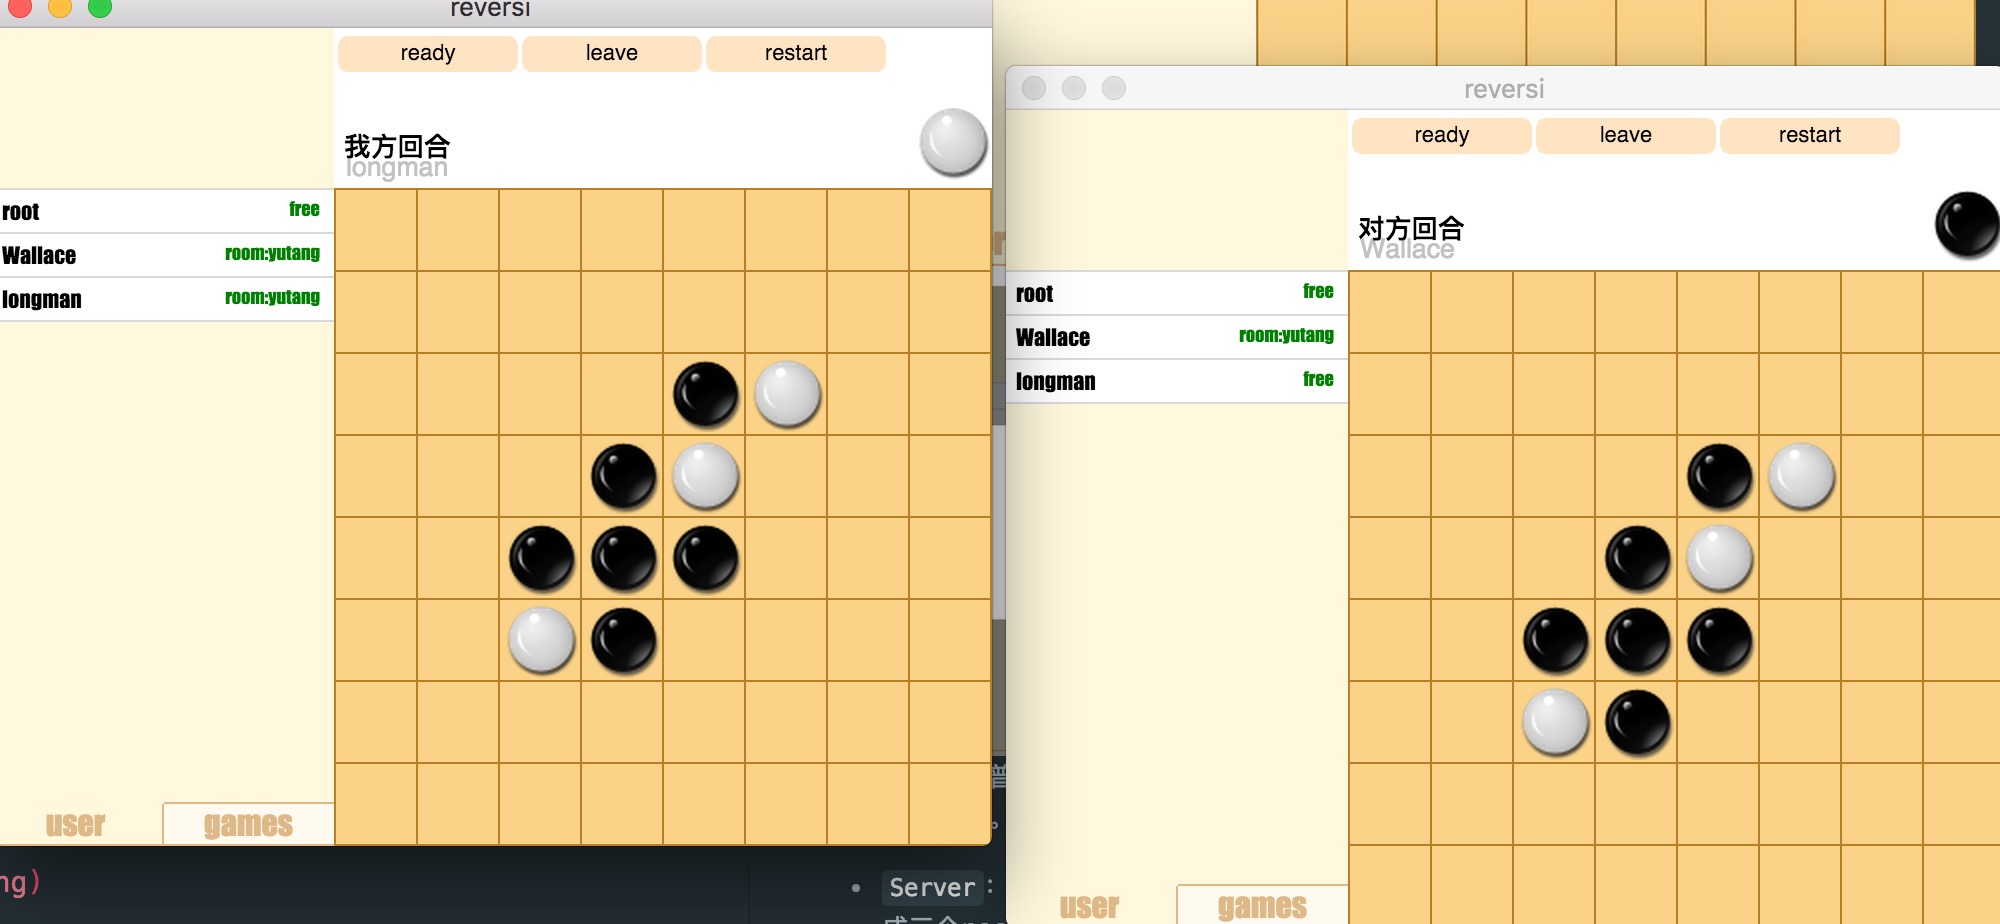 reversi
ready leave restart
我方回合
longman
root free
Wallace room:yutang
longman room:yutang
user games
reversi
ready leave restart
对方回合
Wallace
root free
Wallace room:yutang
longman free
user games
ng)
普
。
• Server: